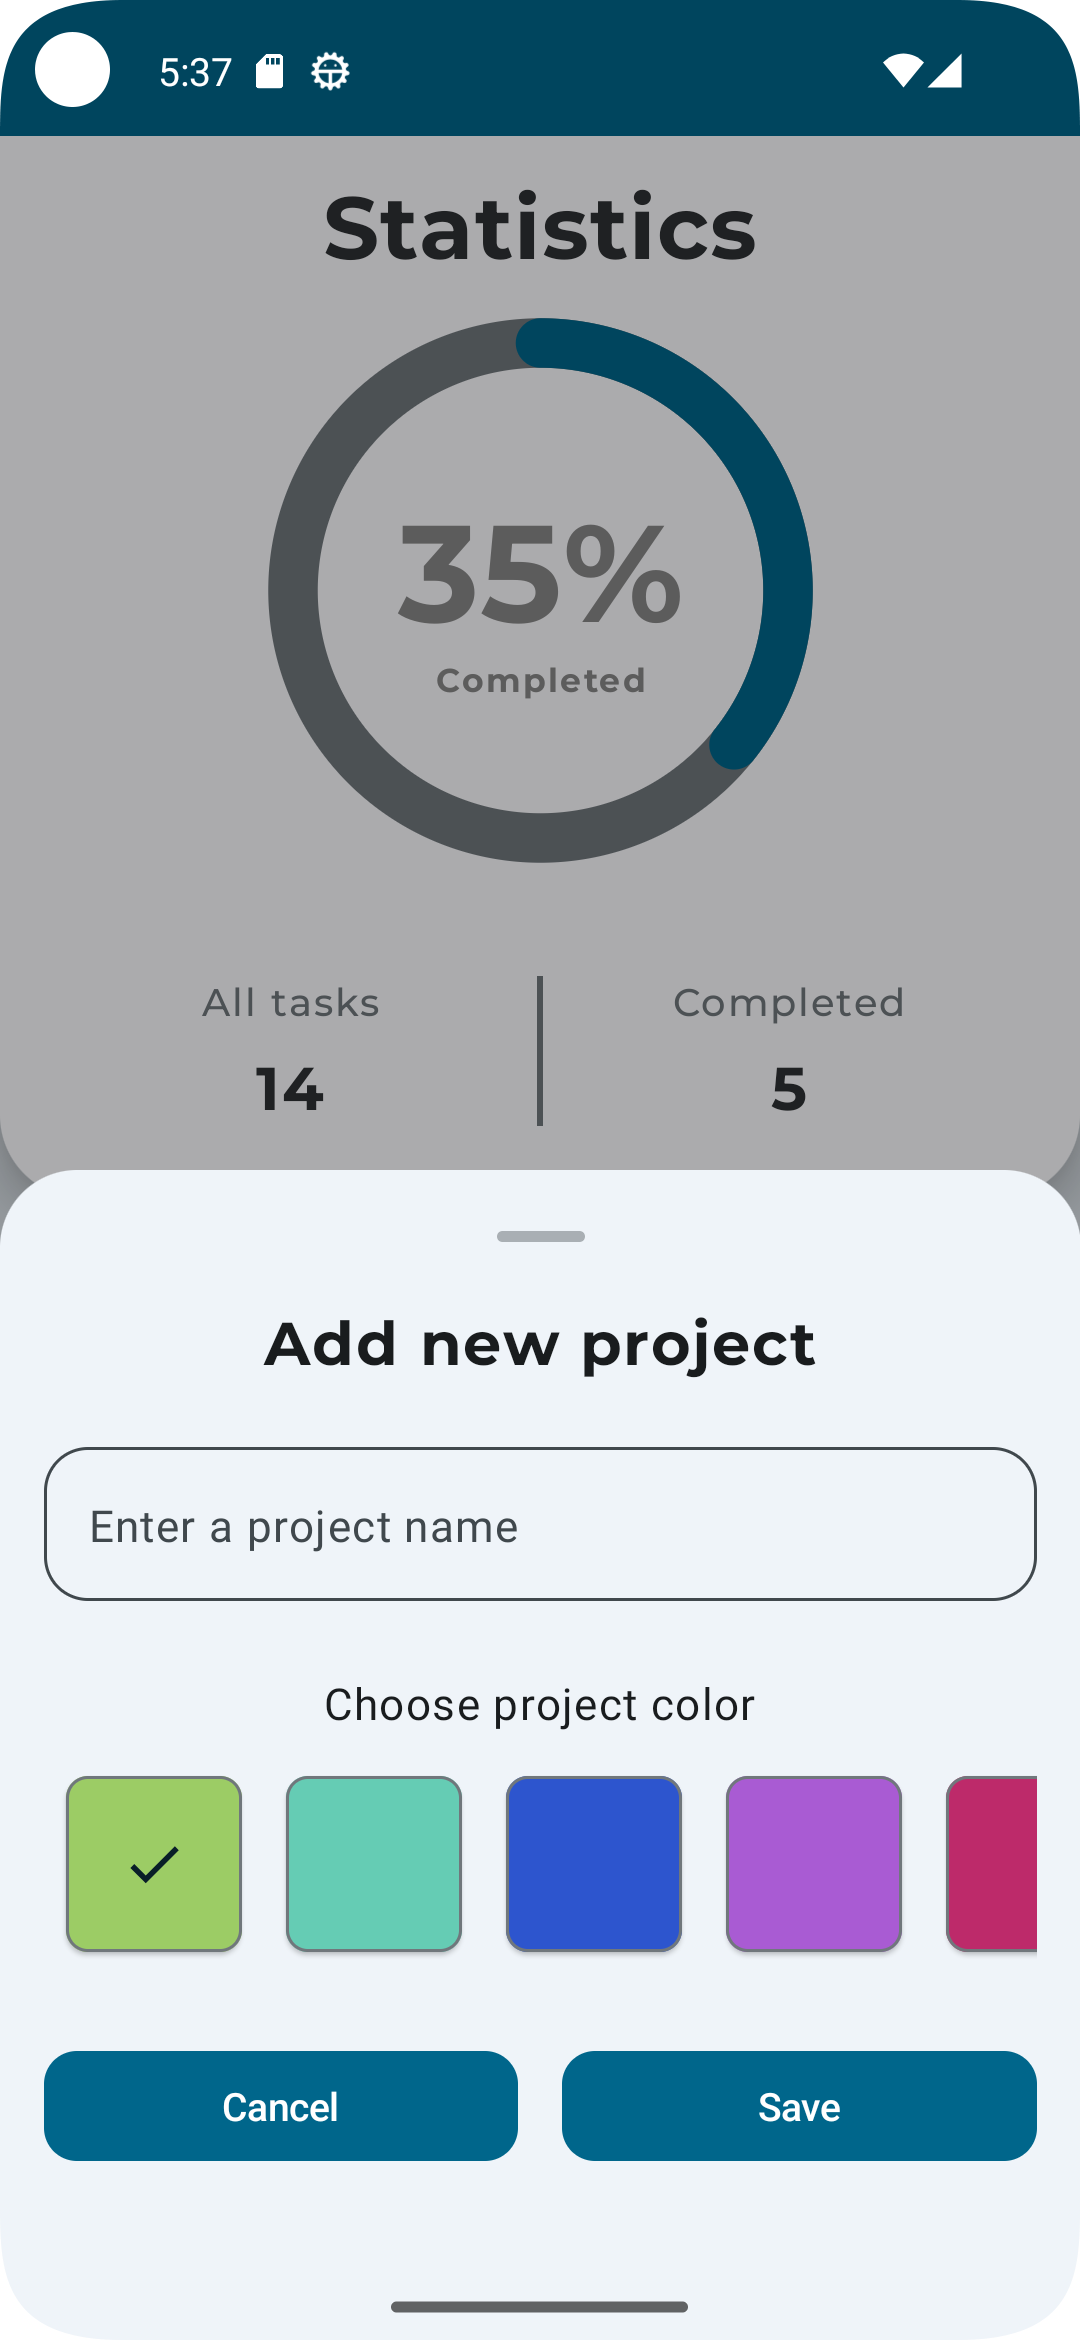 5:37
Statistics
35%
Completed
All tasks
Completed
14
5
Add new project
Enter a project name
Choose project color
Cancel
Save